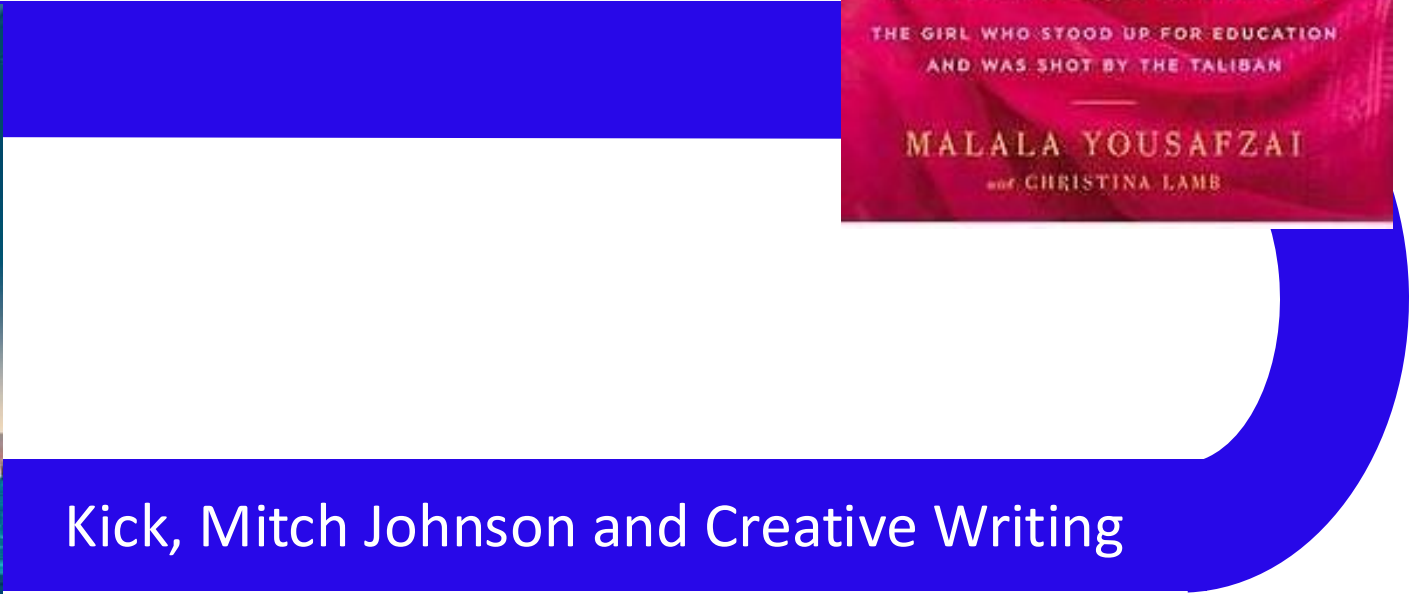 THE GIRL WHO STOOD UP FOR EDUCATION
AND WAS SHOT BY THE TALIBAN
MALALA YOUSAFZAI
and CHRISTINA LAMB
Kick, Mitch Johnson and Creative Writing